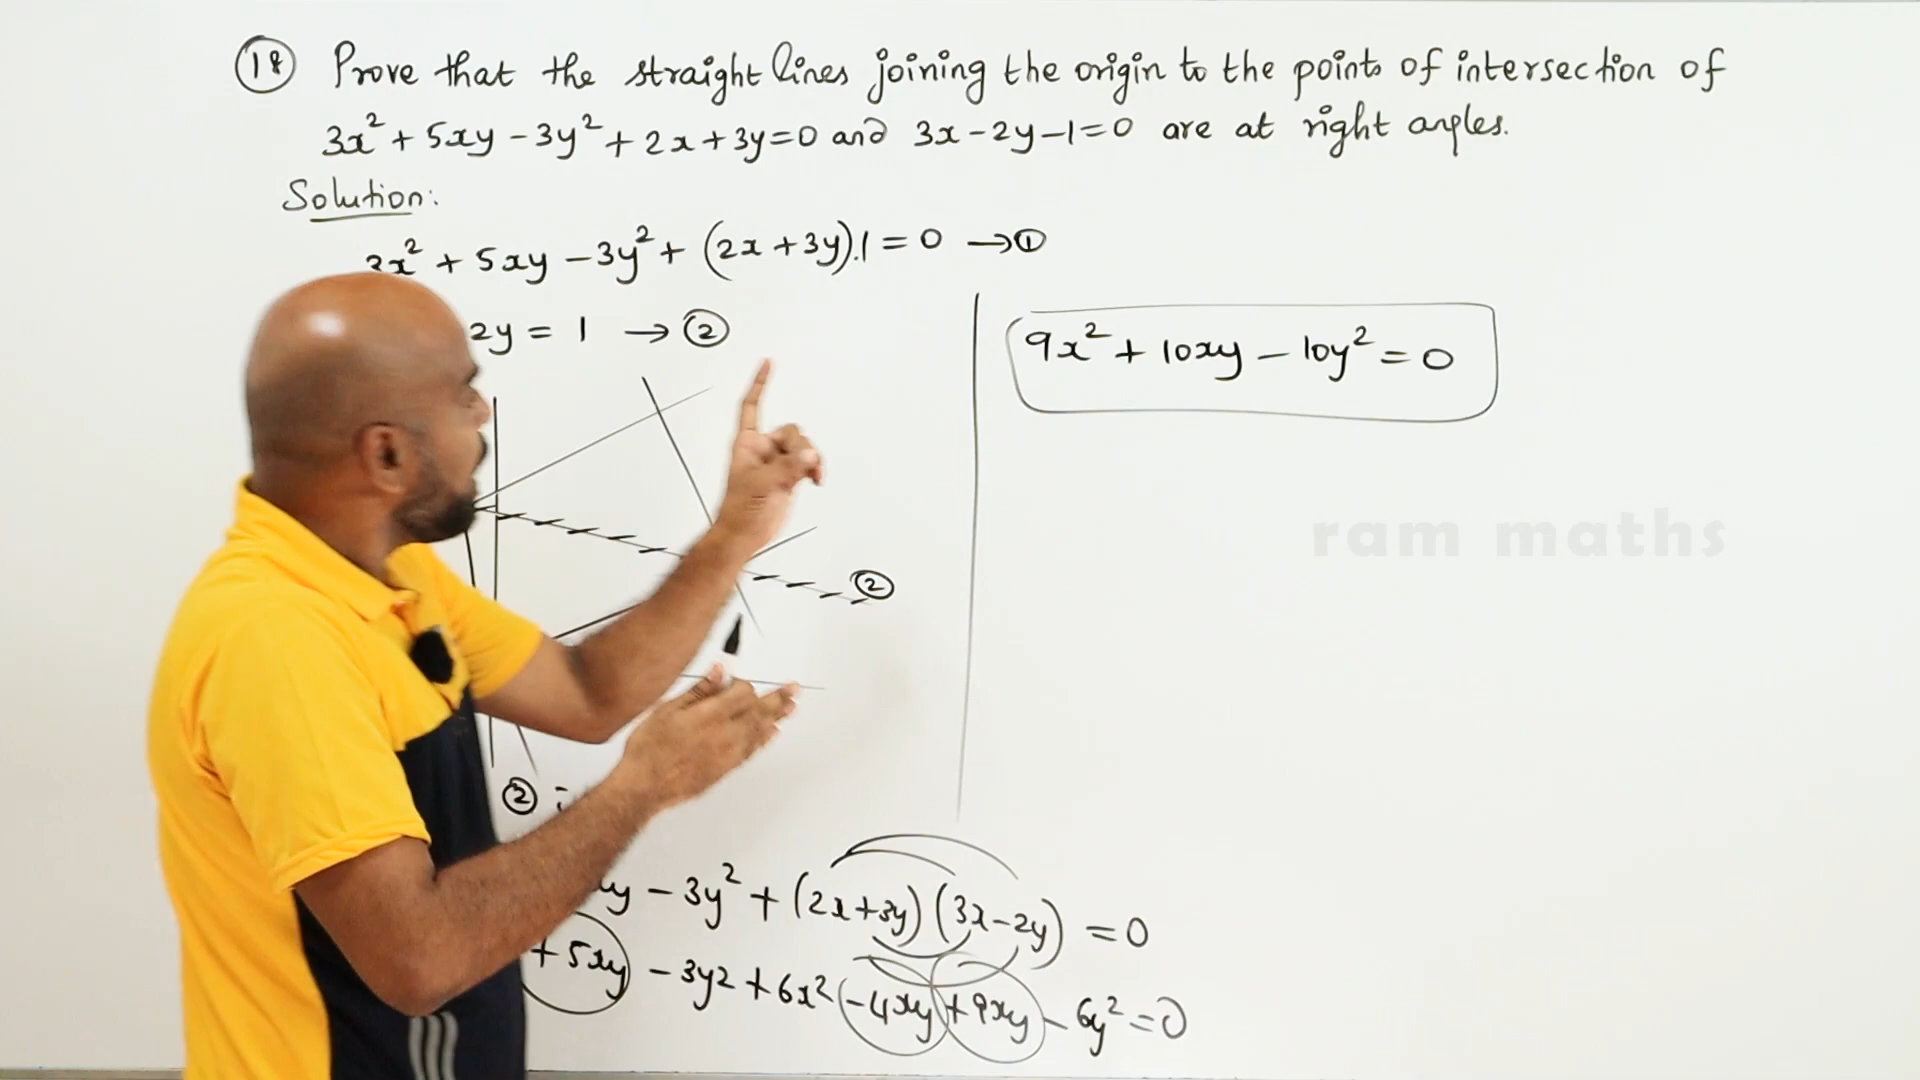 18 Prove that the straight lines joining the origin to the points of intersection of
3x² + 5xy - 3y² + 2x + 3y = 0 and 3x - 2y - 1 = 0 are at right angles.
Solution:
3x² + 5xy - 3y² + (2x + 3y).1 = 0 → ①
2y = 1 → ②
②
②
y - 3y² + (2x+3y) (3x-2y) = 0
+ 5xy - 3y2 + 6x² - 4xy + 9xy - 6y² = 0
9x² + 10xy - 10y² = 0
ram maths